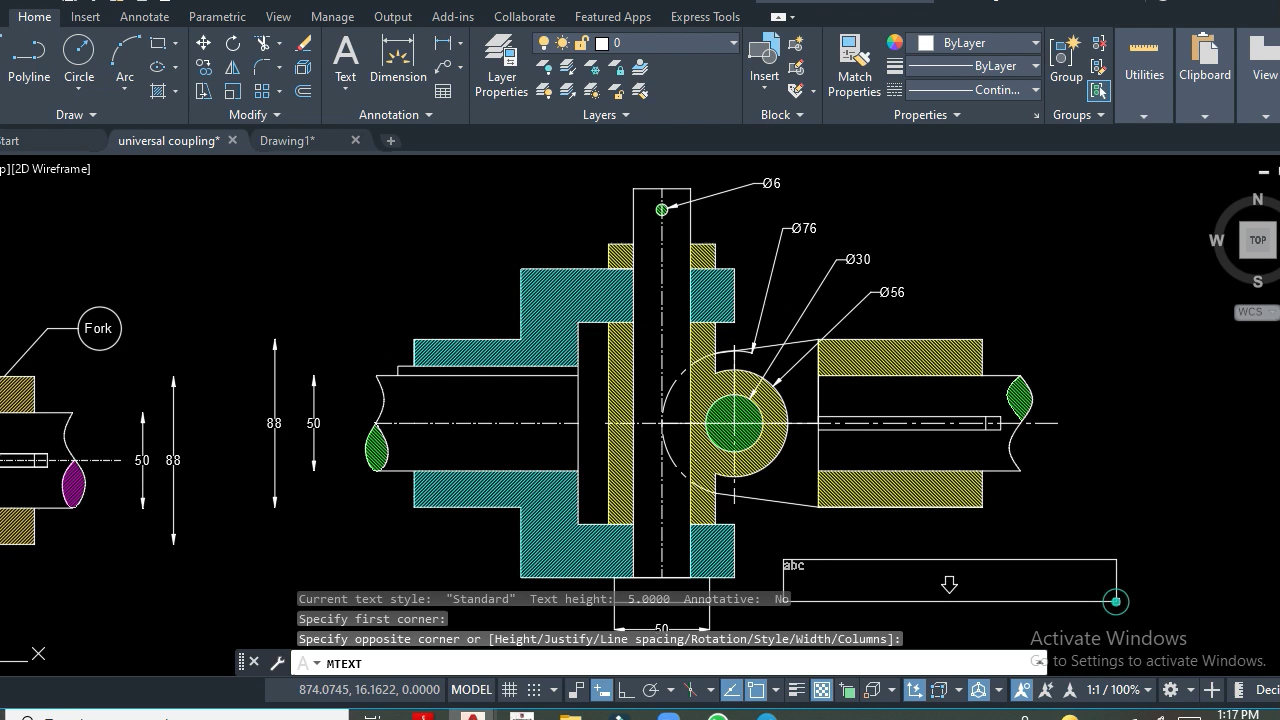 Home Insert Annotate Parametric View Manage Output Add-ins Collaborate Featured Apps Express Tools
0 ByLayer
ByLayer
Polyline Circle Arc Text Dimension Layer Properties Insert Match Properties Group Utilities Clipboard View
Contin...
Draw Modify Annotation Layers Block Properties Groups
Start universal coupling* Drawing1*
p][2D Wireframe]
Ø6
N
Ø76
W TOP
Ø30
S
Ø56
WCS
Fork
88 50
50 88
abc
Current text style: "Standard" Text height: 5.0000 Annotative: No
Specify first corner:
50
Specify opposite corner or [Height/Justify/Line spacing/Rotation/Style/Width/Columns]:
Activate Windows
Go to Settings to activate Windows.
MTEXT
874.0745, 16.1622, 0.0000 MODEL 1:1 / 100% Deci
1:17 PM